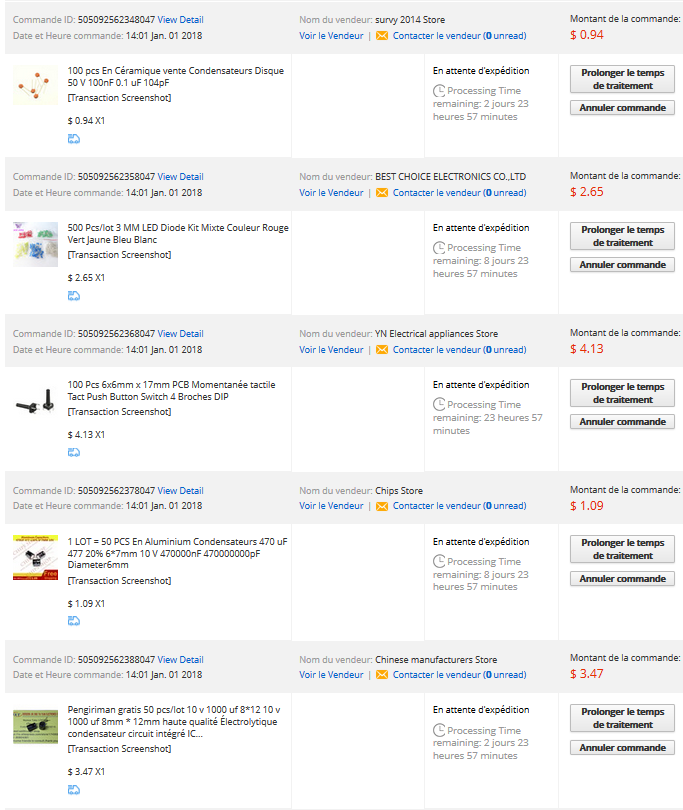 Commande ID: 505092562348047 View Detail
Nom du vendeur: survy 2014 Store
Montant de la commande:
Date et Heure commande: 14:01 Jan. 01 2018
Voir le Vendeur | Contacter le vendeur (0 unread)
$ 0.94
100 pcs En Céramique vente Condensateurs Disque
50 V 100nF 0.1 uF 104pF
[Transaction Screenshot]
$ 0.94 X1
En attente d'expédition
Processing Time
remaining: 2 jours 23
heures 57 minutes
Prolonger le temps
de traitement
Annuler commande
Commande ID: 505092562358047 View Detail
Nom du vendeur: BEST CHOICE ELECTRONICS CO.,LTD
Montant de la commande:
Date et Heure commande: 14:01 Jan. 01 2018
Voir le Vendeur | Contacter le vendeur (0 unread)
$ 2.65
500 Pcs/lot 3 MM LED Diode Kit Mixte Couleur Rouge
Vert Jaune Bleu Blanc
[Transaction Screenshot]
$ 2.65 X1
En attente d'expédition
Processing Time
remaining: 8 jours 23
heures 57 minutes
Prolonger le temps
de traitement
Annuler commande
Commande ID: 505092562368047 View Detail
Nom du vendeur: YN Electrical appliances Store
Montant de la commande:
Date et Heure commande: 14:01 Jan. 01 2018
Voir le Vendeur | Contacter le vendeur (0 unread)
$ 4.13
100 Pcs 6x6mm x 17mm PCB Momentanée tactile
Tact Push Button Switch 4 Broches DIP
[Transaction Screenshot]
$ 4.13 X1
En attente d'expédition
Processing Time
remaining: 23 heures 57
minutes
Prolonger le temps
de traitement
Annuler commande
Commande ID: 505092562378047 View Detail
Nom du vendeur: Chips Store
Montant de la commande:
Date et Heure commande: 14:01 Jan. 01 2018
Voir le Vendeur | Contacter le vendeur (0 unread)
$ 1.09
1 LOT = 50 PCS En Aluminium Condensateurs 470 uF
477 20% 6*7mm 10 V 470000nF 470000000pF
Diameter6mm
[Transaction Screenshot]
$ 1.09 X1
En attente d'expédition
Processing Time
remaining: 8 jours 23
heures 57 minutes
Prolonger le temps
de traitement
Annuler commande
Commande ID: 505092562388047 View Detail
Nom du vendeur: Chinese manufacturers Store
Montant de la commande:
Date et Heure commande: 14:01 Jan. 01 2018
Voir le Vendeur | Contacter le vendeur (0 unread)
$ 3.47
Pengiriman gratis 50 pcs/lot 10 v 1000 uf 8*12 10 v
1000 uf 8mm * 12mm haute qualité Électrolytique
condensateur circuit intégré IC...
[Transaction Screenshot]
$ 3.47 X1
En attente d'expédition
Processing Time
remaining: 2 jours 23
heures 57 minutes
Prolonger le temps
de traitement
Annuler commande